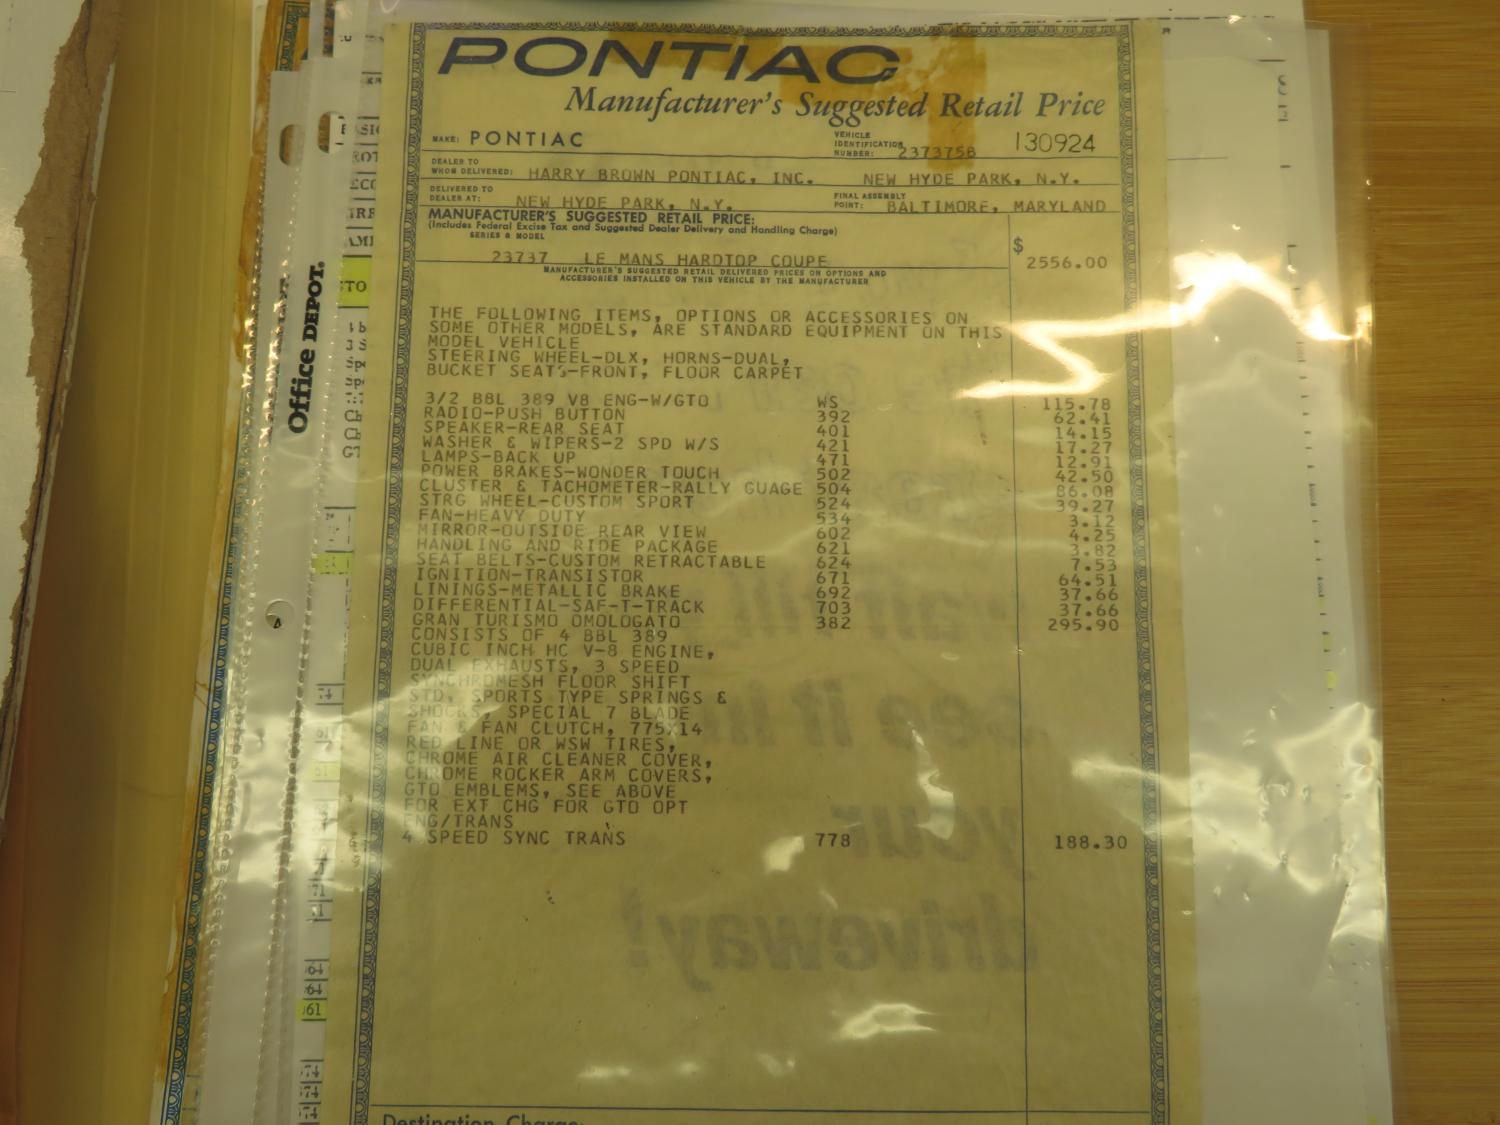 PONTIAC
Manufacturer's Suggested Retail Price
MAKE: PONTIAC VEHICLE IDENTIFICATION NUMBER: 237375B 130924
DEALER TO WHOM DELIVERED: HARRY BROWN PONTIAC, INC. NEW HYDE PARK, N.Y.
DELIVERED TO DEALER AT: NEW HYDE PARK, N.Y. FINAL ASSEMBLY POINT: BALTIMORE, MARYLAND
MANUFACTURER'S SUGGESTED RETAIL PRICE:
(Includes Federal Excise Tax and Suggested Dealer Delivery and Handling Charge)
SERIES & MODEL $
23737 LE MANS HARDTOP COUPE 2556.00
MANUFACTURER'S SUGGESTED RETAIL DELIVERED PRICES ON OPTIONS AND
ACCESSORIES INSTALLED ON THIS VEHICLE BY THE MANUFACTURER
THE FOLLOWING ITEMS, OPTIONS OR ACCESSORIES ON
SOME OTHER MODELS, ARE STANDARD EQUIPMENT ON THIS
MODEL VEHICLE
STEERING WHEEL-DLX, HORNS-DUAL,
BUCKET SEATS-FRONT, FLOOR CARPET
3/2 BBL 389 V8 ENG-W/GTO WS 115.78
RADIO-PUSH BUTTON 392 62.41
SPEAKER-REAR SEAT 401 14.15
WASHER & WIPERS-2 SPD W/S 421 17.27
LAMPS-BACK UP 471 12.91
POWER BRAKES-WONDER TOUCH 502 42.50
CLUSTER & TACHOMETER-RALLY GUAGE 504 86.08
STRG WHEEL-CUSTOM SPORT 524 39.27
FAN-HEAVY DUTY 534 3.12
MIRROR-OUTSIDE REAR VIEW 602 4.25
HANDLING AND RIDE PACKAGE 621 3.82
SEAT BELTS-CUSTOM RETRACTABLE 624 7.53
IGNITION-TRANSISTOR 671 64.51
LININGS-METALLIC BRAKE 692 37.66
DIFFERENTIAL-SAF-T-TRACK 703 37.66
GRAN TURISMO OMOLOGATO 382 295.90
CONSISTS OF 4 BBL 389
CUBIC INCH HC V-8 ENGINE,
DUAL EXHAUSTS, 3 SPEED
SYNCHROMESH FLOOR SHIFT
STD, SPORTS TYPE SPRINGS &
SHOCKS, SPECIAL 7 BLADE
FAN & FAN CLUTCH, 775X14
RED LINE OR WSW TIRES,
CHROME AIR CLEANER COVER,
CHROME ROCKER ARM COVERS,
GTO EMBLEMS, SEE ABOVE
FOR EXT CHG FOR GTO OPT
ENG/TRANS
4 SPEED SYNC TRANS 778 188.30
Destination Charge:
Office DEPOT.